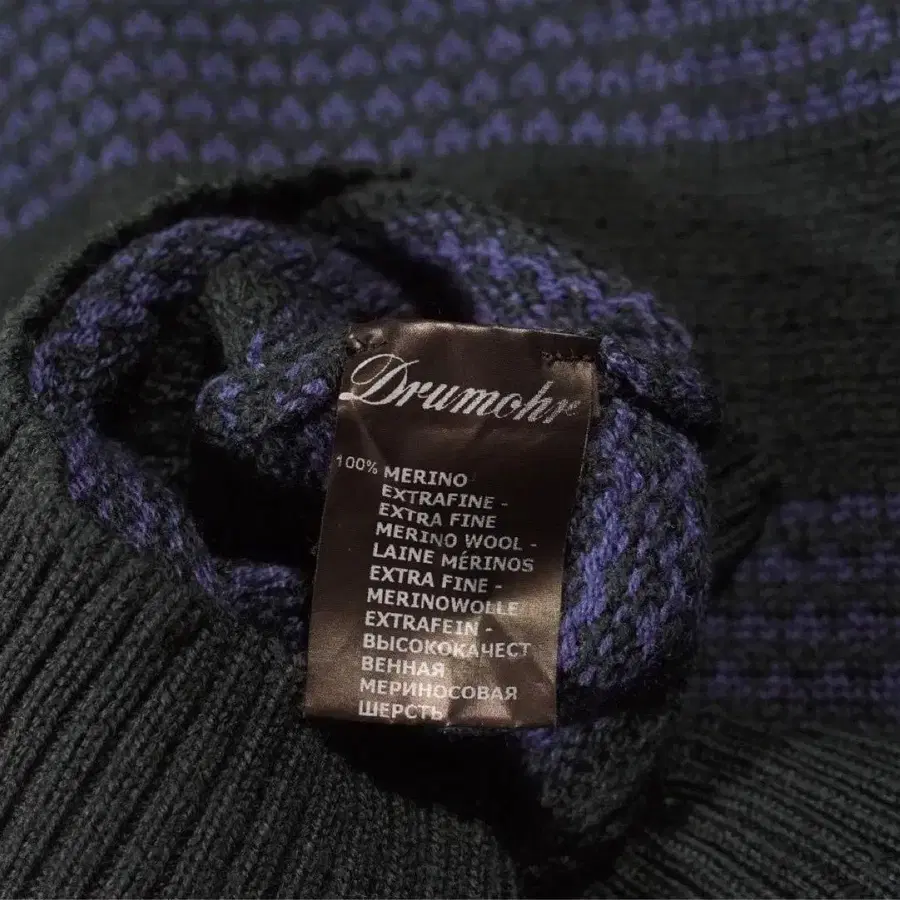 Drumohr
100% MERINO
EXTRAFINE -
EXTRA FINE
MERINO WOOL -
LAINE MÉRINOS
EXTRA FINE -
MERINOWOLLE
EXTRAFEIN -
ВЫСОКОКАЧЕСТ
ВЕННАЯ
МЕРИНОСОВАЯ
ШЕРСТЬ